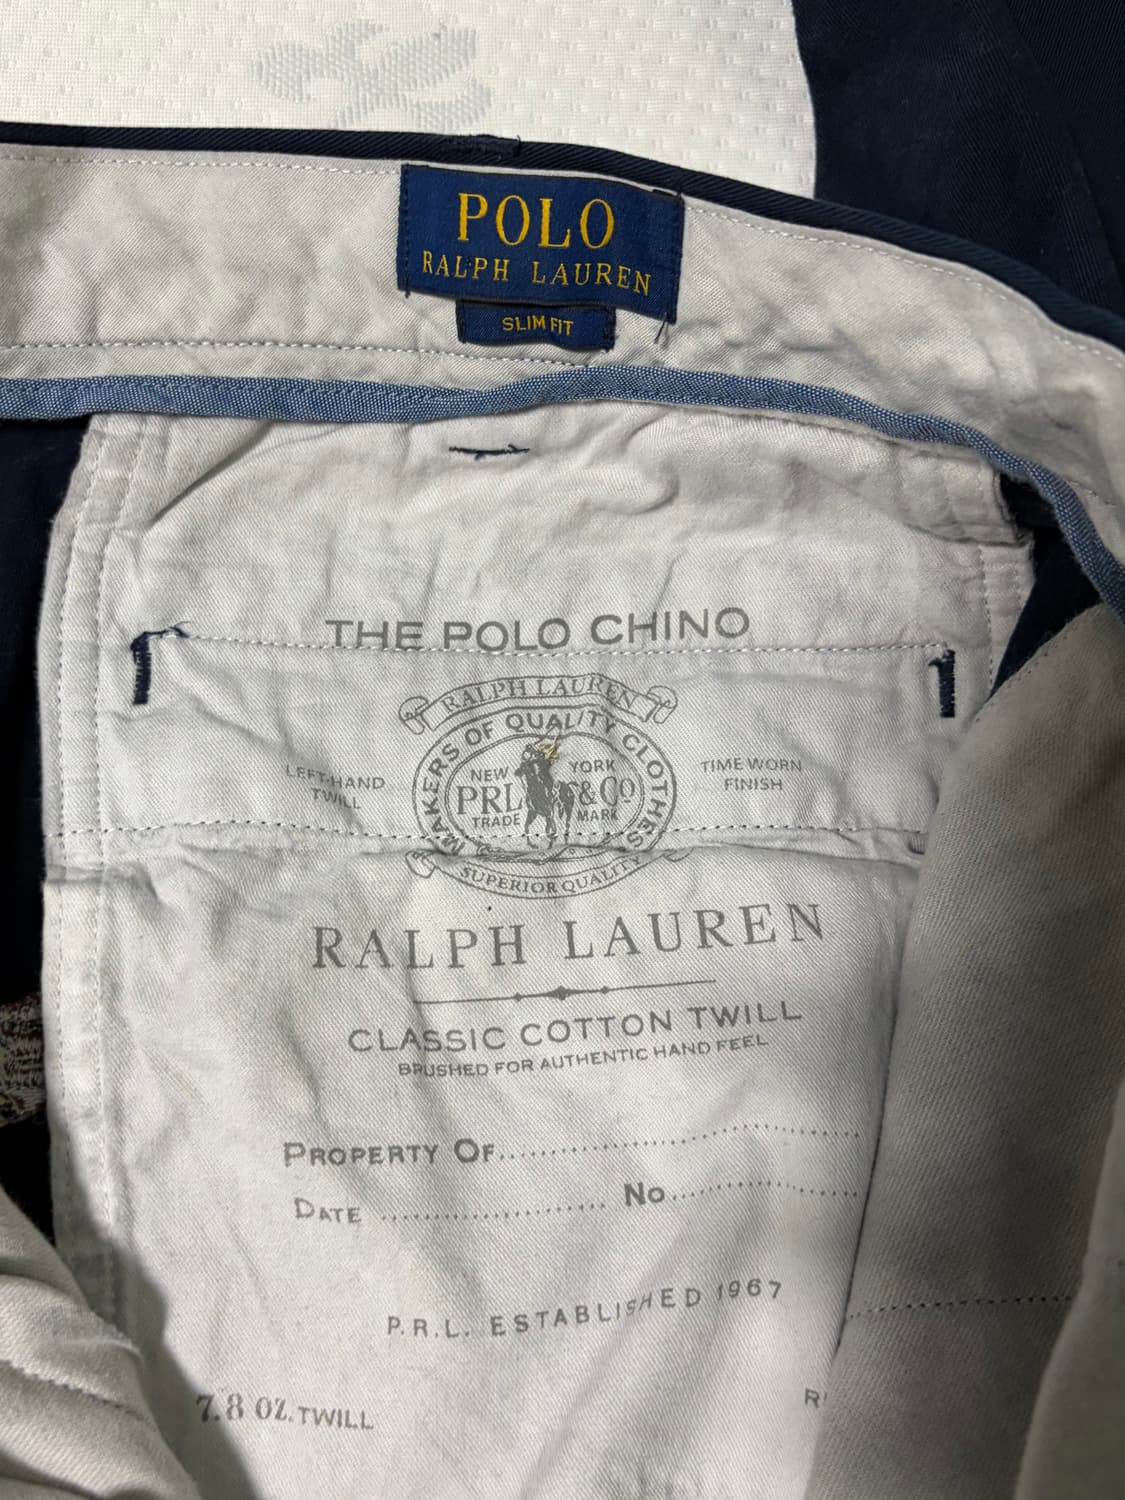 POLO
RALPH LAUREN
SLIM FIT
THE POLO CHINO
RALPH LAUREN
MAKERS OF QUALITY CLOTHES
NEW YORK
PRL & Co
TRADE MARK
SUPERIOR QUALITY
LEFT-HAND
TWILL
TIME WORN
FINISH
RALPH LAUREN
CLASSIC COTTON TWILL
BRUSHED FOR AUTHENTIC HAND FEEL
PROPERTY OF
DATE No
P.R.L. ESTABLISHED 1967
7.8 OZ. TWILL